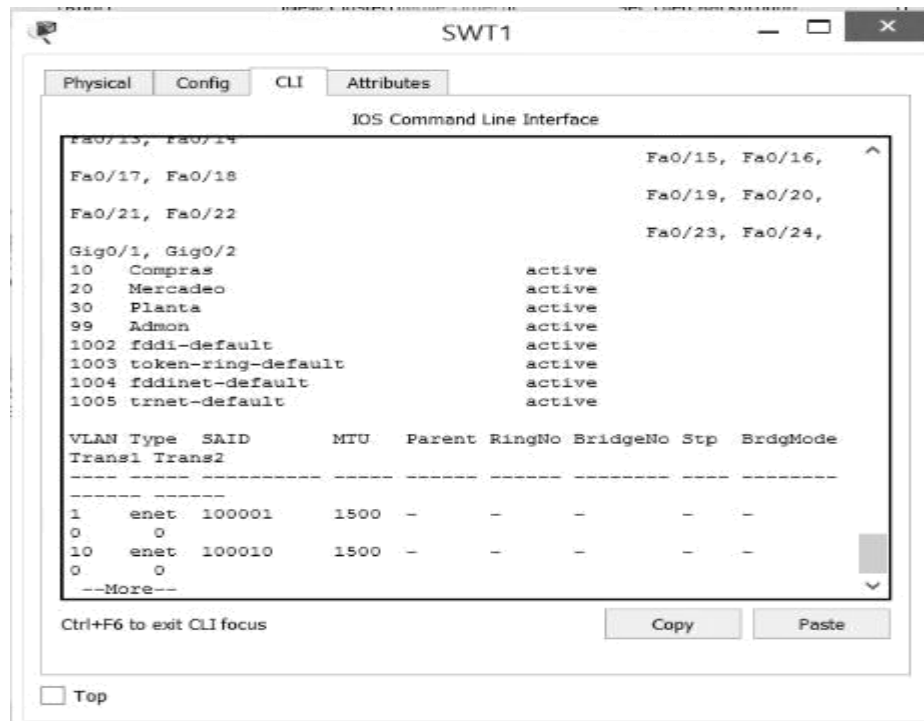 SWT1
Physical Config CLI Attributes
IOS Command Line Interface
Fa0/13, Fa0/14
Fa0/15, Fa0/16,
Fa0/17, Fa0/18
Fa0/19, Fa0/20,
Fa0/21, Fa0/22
Fa0/23, Fa0/24,
Gig0/1, Gig0/2
10 Compras active
20 Mercadeo active
30 Planta active
99 Admon active
1002 fddi-default active
1003 token-ring-default active
1004 fddinet-default active
1005 trnet-default active
VLAN Type SAID MTU Parent RingNo BridgeNo Stp BrdgMode
Trans1 Trans2
---- ----- ---------- ----- ------ ------ -------- ---- --------
------ ------
1 enet 100001 1500 - - - - -
0 0
10 enet 100010 1500 - - - - -
0 0
--More--
Ctrl+F6 to exit CLI focus
Copy Paste
Top